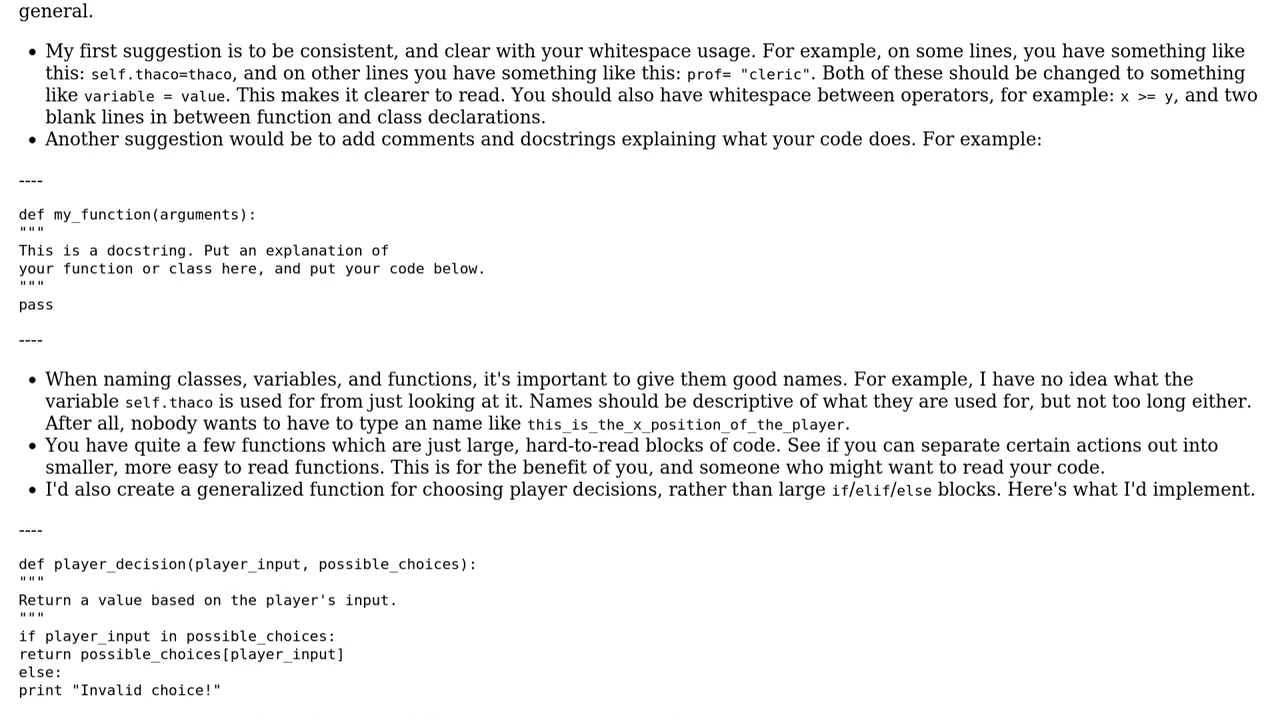 general.
• My first suggestion is to be consistent, and clear with your whitespace usage. For example, on some lines, you have something like
this: self.thaco=thaco, and on other lines you have something like this: prof= "cleric". Both of these should be changed to something
like variable = value. This makes it clearer to read. You should also have whitespace between operators, for example: x >= y, and two
blank lines in between function and class declarations.
• Another suggestion would be to add comments and docstrings explaining what your code does. For example:
----
def my_function(arguments):
"""
This is a docstring. Put an explanation of
your function or class here, and put your code below.
"""
pass
----
• When naming classes, variables, and functions, it's important to give them good names. For example, I have no idea what the
variable self.thaco is used for from just looking at it. Names should be descriptive of what they are used for, but not too long either.
After all, nobody wants to have to type an name like this_is_the_x_position_of_the_player.
• You have quite a few functions which are just large, hard-to-read blocks of code. See if you can separate certain actions out into
smaller, more easy to read functions. This is for the benefit of you, and someone who might want to read your code.
• I'd also create a generalized function for choosing player decisions, rather than large if/elif/else blocks. Here's what I'd implement.
----
def player_decision(player_input, possible_choices):
"""
Return a value based on the player's input.
"""
if player_input in possible_choices:
return possible_choices[player_input]
else:
print "Invalid choice!"